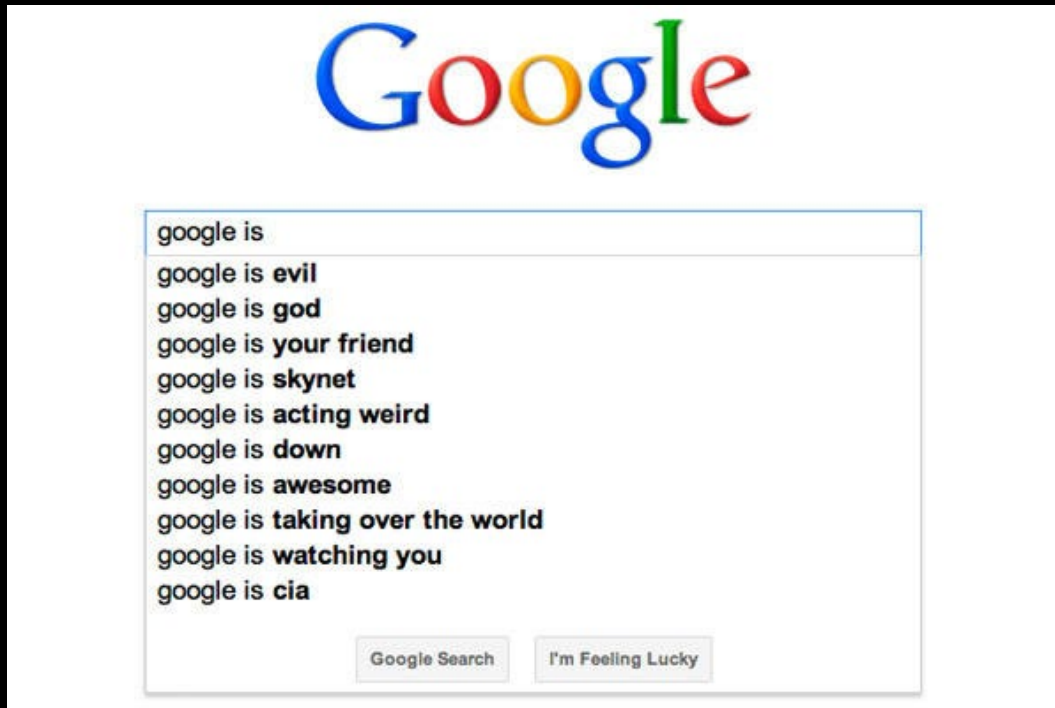 Google
google is
google is evil
google is god
google is your friend
google is skynet
google is acting weird
google is down
google is awesome
google is taking over the world
google is watching you
google is cia
Google Search I'm Feeling Lucky